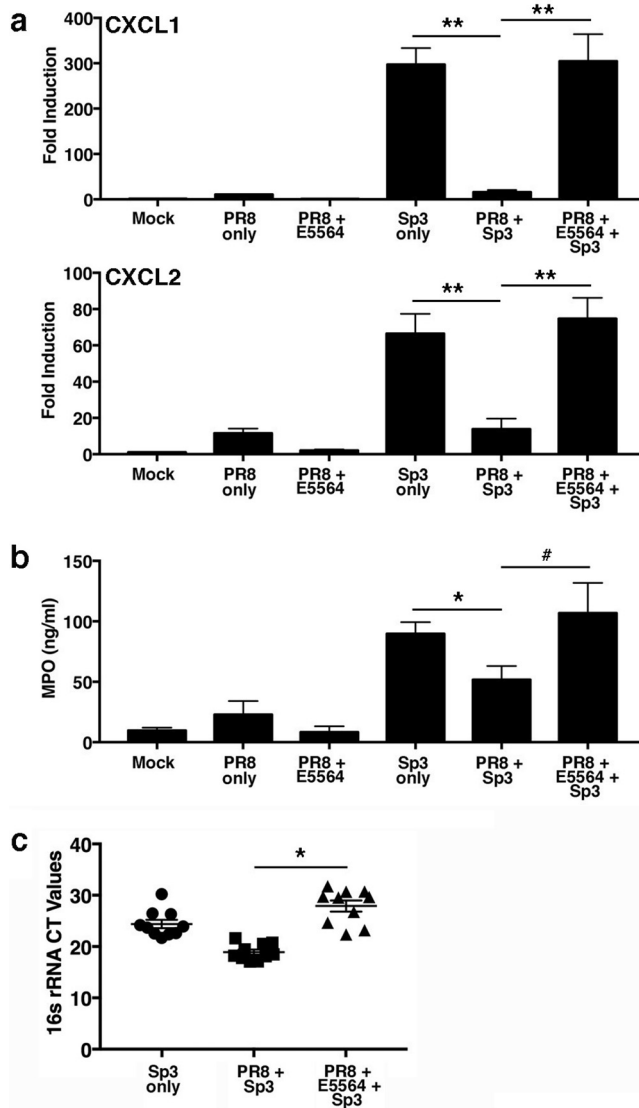 a
CXCL1
Fold Induction
400
300
200
100
0
** **
Mock
PR8 only
PR8 + E5564
Sp3 only
PR8 + Sp3
PR8 + E5564 + Sp3
CXCL2
Fold Induction
80
60
40
20
0
** **
Mock
PR8 only
PR8 + E5564
Sp3 only
PR8 + Sp3
PR8 + E5564 + Sp3
b
MPO (ng/ml)
150
100
50
0
* #
Mock
PR8 only
PR8 + E5564
Sp3 only
PR8 + Sp3
PR8 + E5564 + Sp3
c
16s rRNA CT Values
40
30
20
10
0
*
Sp3 only
PR8 + Sp3
PR8 + E5564 + Sp3